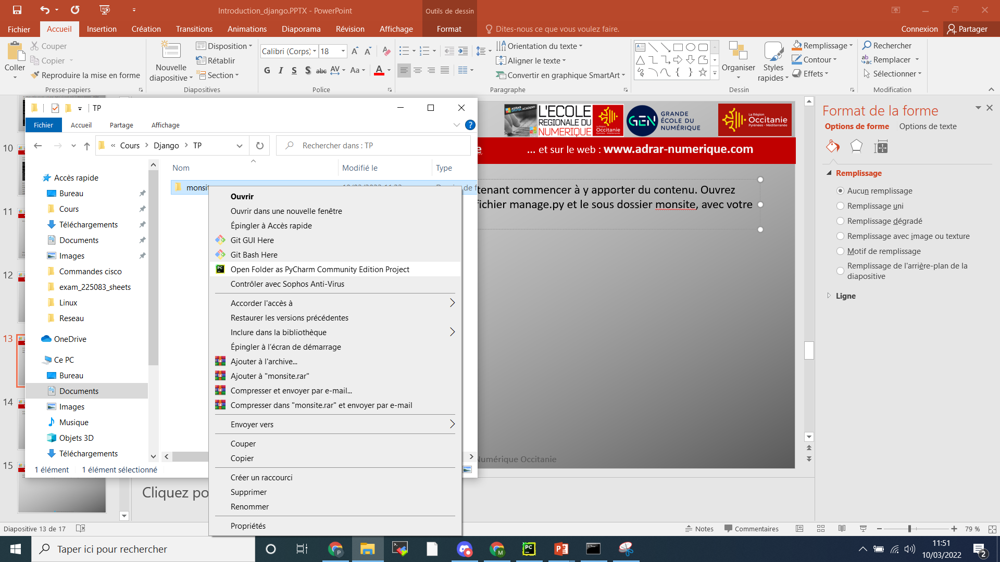 Introduction_django.PPTX - PowerPoint
Outils de dessin
Fichier
Accueil
Insertion
Création
Transitions
Animations
Diaporama
Révision
Affichage
Format
Dites-nous ce que vous voulez faire.
Connexion
Partager
Coller
Couper
Copier
Reproduire la mise en forme
Presse-papiers
Nouvelle
diapositive
Disposition
Rétablir
Section
Diapositives
Calibri (Corps)
18
G I S S abc AV Aa A
Police
Orientation du texte
Aligner le texte
Convertir en graphique SmartArt
Paragraphe
Organiser
Styles
rapides
Remplissage
Contour
Effets
Dessin
Rechercher
Remplacer
Sélectionner
Modification
10
11
12
13
14
15
TP
Fichier
Accueil
Partage
Affichage
« Cours > Django > TP
Rechercher dans : TP
Nom
Modifié le
Type
Accès rapide
Bureau
Cours
Téléchargements
Documents
Images
Commandes cisco
exam_225083_sheets
Linux
Reseau
OneDrive
Ce PC
Bureau
Documents
Images
Musique
Objets 3D
Téléchargements
1 élément
1 élément sélectionné
Ouvrir
Ouvrir dans une nouvelle fenêtre
Épingler à Accès rapide
Git GUI Here
Git Bash Here
Open Folder as PyCharm Community Edition Project
Contrôler avec Sophos Anti-Virus
Accorder l'accès à
Restaurer les versions précédentes
Inclure dans la bibliothèque
Épingler à l'écran de démarrage
Ajouter à l'archive...
Ajouter à "monsite.rar"
Compresser et envoyer par e-mail...
Compresser dans "monsite.rar" et envoyer par e-mail
Envoyer vers
Couper
Copier
Créer un raccourci
Supprimer
Renommer
Propriétés
ADRAR
DIGITAL ACADEMY
L'ECOLE
REGIONALE DU
NUMERIQUE
Occitanie
GEN
GRANDE
ÉCOLE DU
NUMÉRIQUE
La Région
Occitanie
Pyrénées - Méditerranée
... et sur le web : www.adrar-numerique.com
tenant commencer à y apporter du contenu. Ouvrez
fichier manage.py et le sous dossier monsite, avec votre
Numérique Occitanie
Cliquez po
Format de la forme
Options de forme
Options de texte
Remplissage
Aucun remplissage
Remplissage uni
Remplissage dégradé
Remplissage avec image ou texture
Motif de remplissage
Remplissage de l'arrière-plan de la
diapositive
Ligne
Diapositive 13 de 17
Notes
Commentaires
79 %
Taper ici pour rechercher
11:51
10/03/2022
2